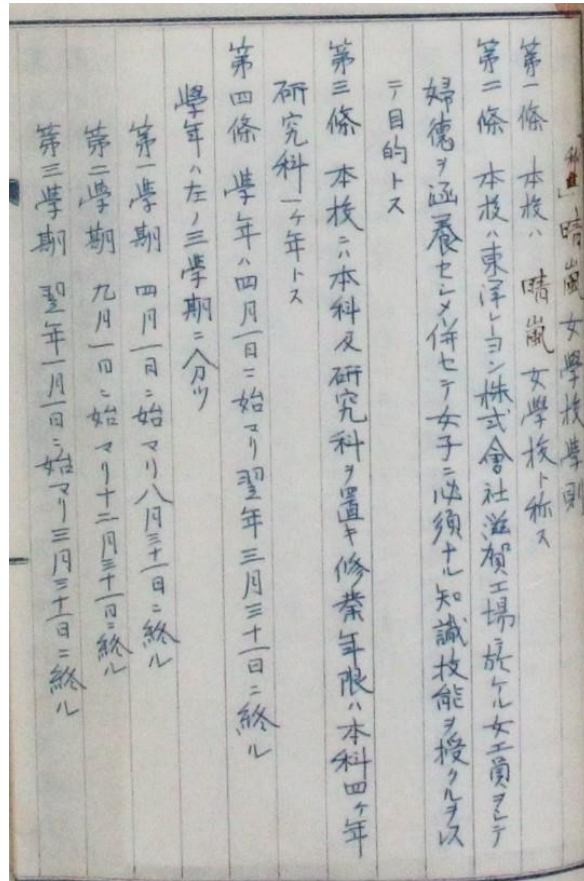 私立晴嵐女學校學則
第一條　本校ハ　晴嵐女學校ト称ス
第二條　本校ハ東洋レーヨン株式會社滋賀工場ニ於ケル女工員ヲシテ
婦徳ヲ涵養セシメ併セテ女子ニ必須ナル知識技能ヲ授クルヲ以
テ目的トス
第三條　本校ニハ本科及研究科ヲ置キ修業年限ハ本科四ヶ年
研究科一ヶ年トス
第四條　學年ハ四月一日ニ始マリ翌年三月三十一日ニ終ル
學年ハ左ノ三學期ニ分ツ
第一學期　四月一日ニ始マリ八月三十一日ニ終ル
第二學期　九月一日ニ始マリ十二月三十一日ニ終ル
第三學期　翌年一月一日ニ始マリ三月三十一日ニ終ル